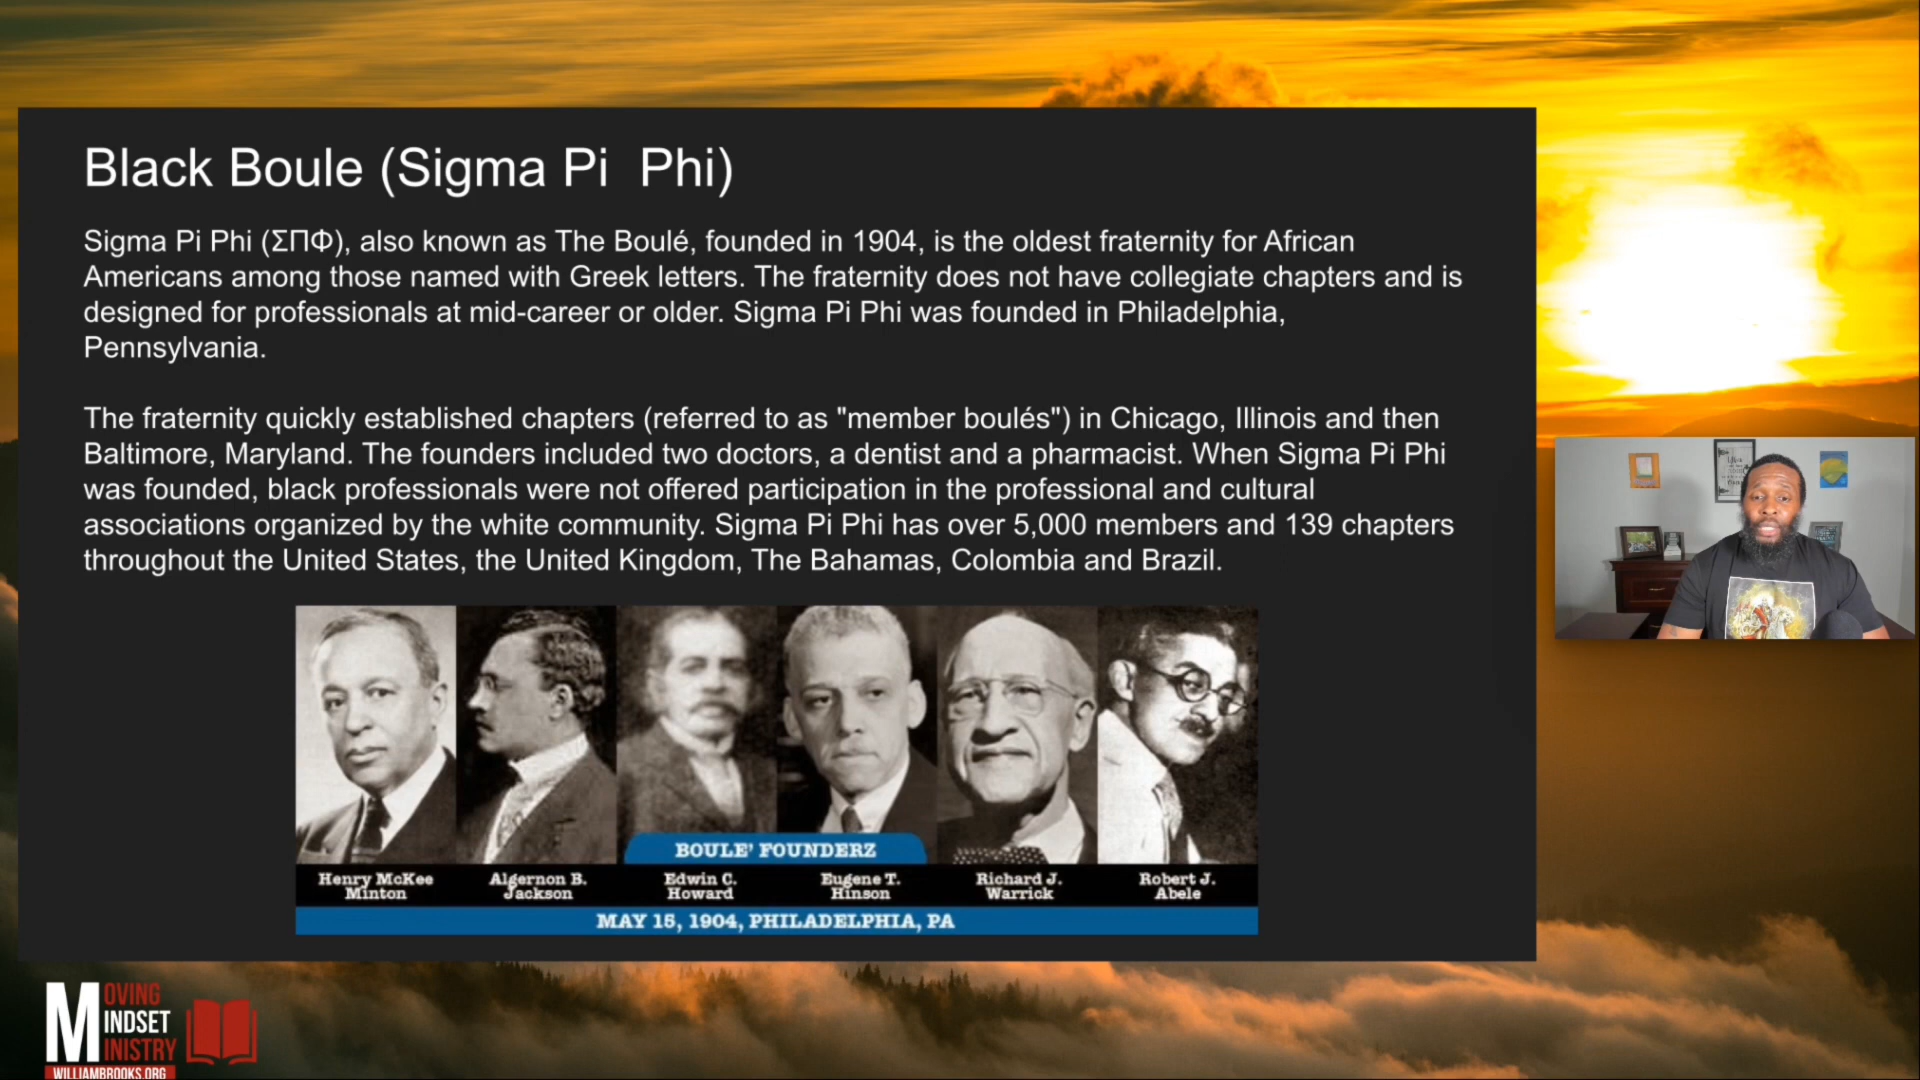 Black Boule (Sigma Pi  Phi)
Sigma Pi Phi (ΣΠΦ), also known as The Boulé, founded in 1904, is the oldest fraternity for African
Americans among those named with Greek letters. The fraternity does not have collegiate chapters and is
designed for professionals at mid-career or older. Sigma Pi Phi was founded in Philadelphia,
Pennsylvania.
The fraternity quickly established chapters (referred to as "member boulés") in Chicago, Illinois and then
Baltimore, Maryland. The founders included two doctors, a dentist and a pharmacist. When Sigma Pi Phi
was founded, black professionals were not offered participation in the professional and cultural
associations organized by the white community. Sigma Pi Phi has over 5,000 members and 139 chapters
throughout the United States, the United Kingdom, The Bahamas, Colombia and Brazil.
BOULE' FOUNDERZ
Henry McKee
Minton
Algernon B.
Jackson
Edwin C.
Howard
Eugene T.
Hinson
Richard J.
Warrick
Robert J.
Abele
MAY 15, 1904, PHILADELPHIA, PA
MOVING
MINDSET
MINISTRY
WILLIAMBROOKS.ORG